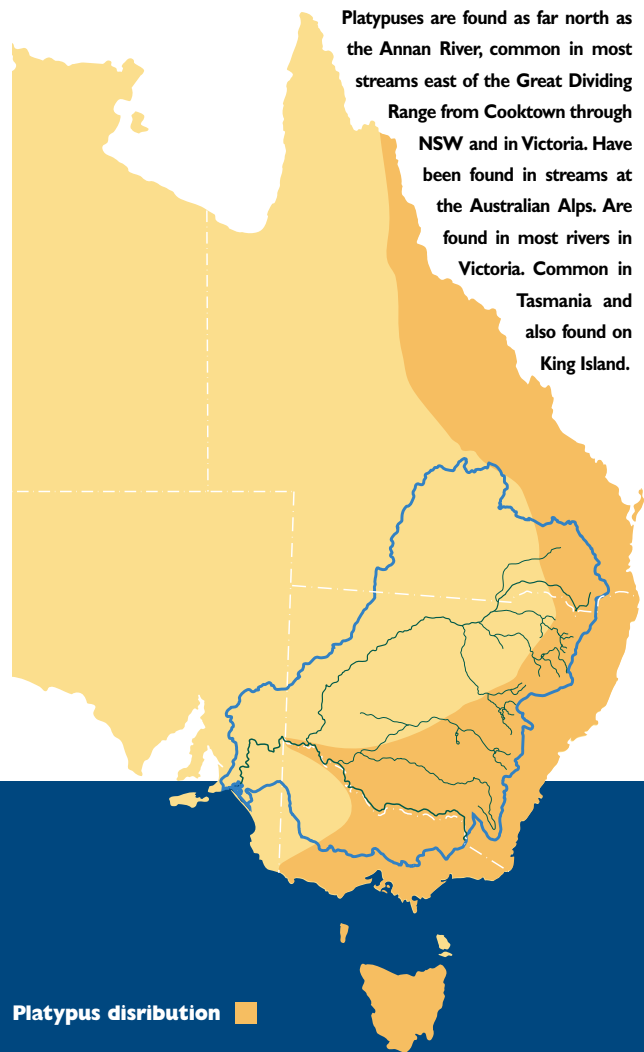 Platypuses are found as far north as
the Annan River, common in most
streams east of the Great Dividing
Range from Cooktown through
NSW and in Victoria. Have
been found in streams at
the Australian Alps. Are
found in most rivers in
Victoria. Common in
Tasmania and
also found on
King Island.
Platypus disribution